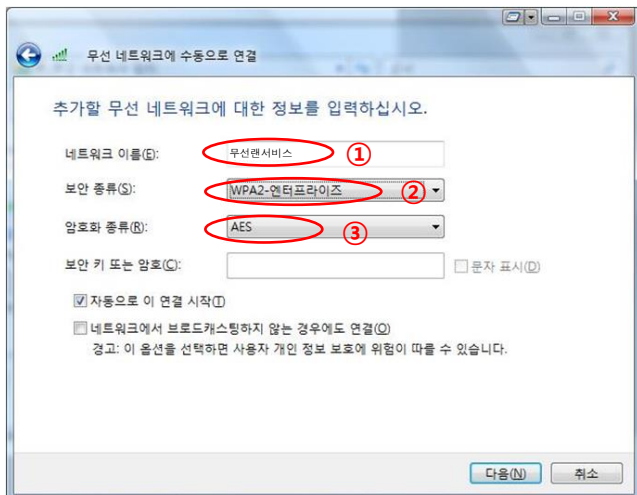 무선 네트워크에 수동으로 연결
추가할 무선 네트워크에 대한 정보를 입력하십시오.
네트워크 이름(E): 무선랜서비스 ①
보안 종류(S): WPA2-엔터프라이즈 ②
암호화 종류(R): AES ③
보안 키 또는 암호(C): 문자 표시(D)
자동으로 이 연결 시작(T)
네트워크에서 브로드캐스팅하지 않는 경우에도 연결(O)
경고: 이 옵션을 선택하면 사용자 개인 정보 보호에 위험이 따를 수 있습니다.
다음(N) 취소